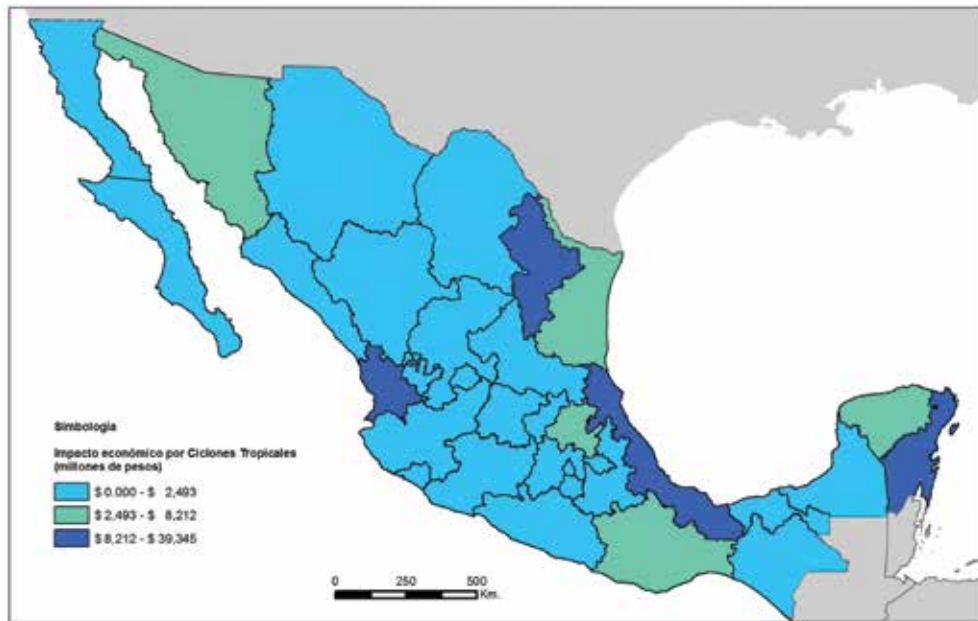 Simbología
Impacto económico por Ciclones Tropicales
(millones de pesos)
$ 0.000 - $ 2,493
$ 2,493 - $ 8,212
$ 8,212 - $ 39,345
0 250 500
Km.